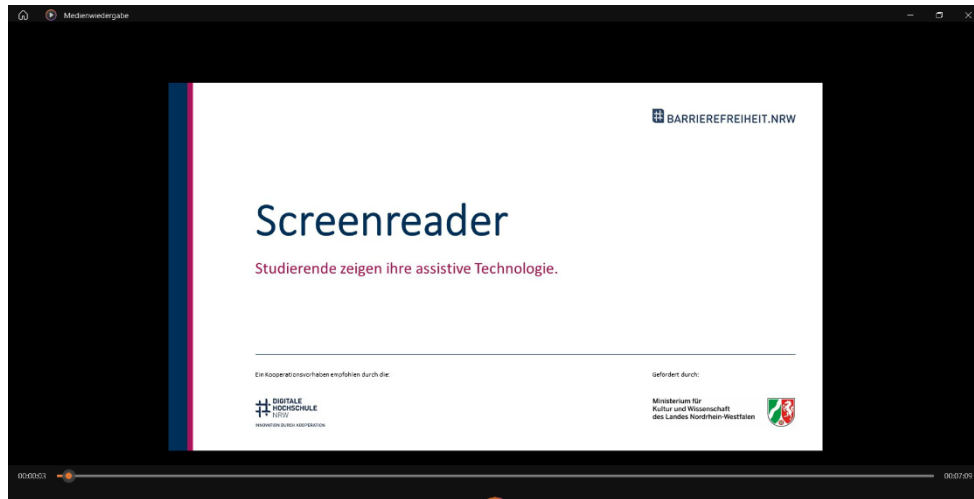 Medienwiedergabe
BARRIEREFREIHEIT.NRW
Screenreader
Studierende zeigen ihre assistive Technologie.
Ein Kooperationsvorhaben empfohlen durch die:
DIGITALE
HOCHSCHULE
NRW
INNOVATION DURCH KOOPERATION
Gefördert durch:
Ministerium für
Kultur und Wissenschaft
des Landes Nordrhein-Westfalen
00:00:03
00:07:09